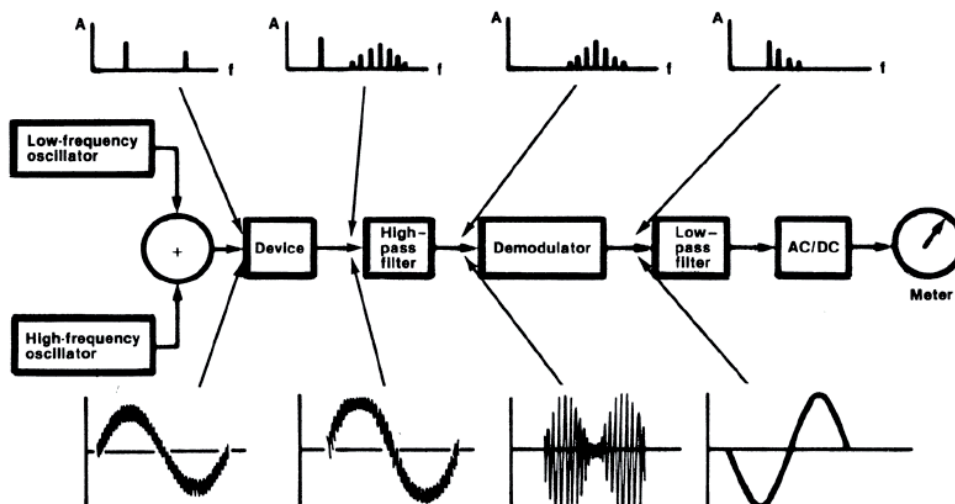 A
f
A
f
A
f
A
f
Low-frequency
oscillator
High-frequency
oscillator
+
Device
High-
pass
filter
Demodulator
Low-
pass
filter
AC/DC
Meter